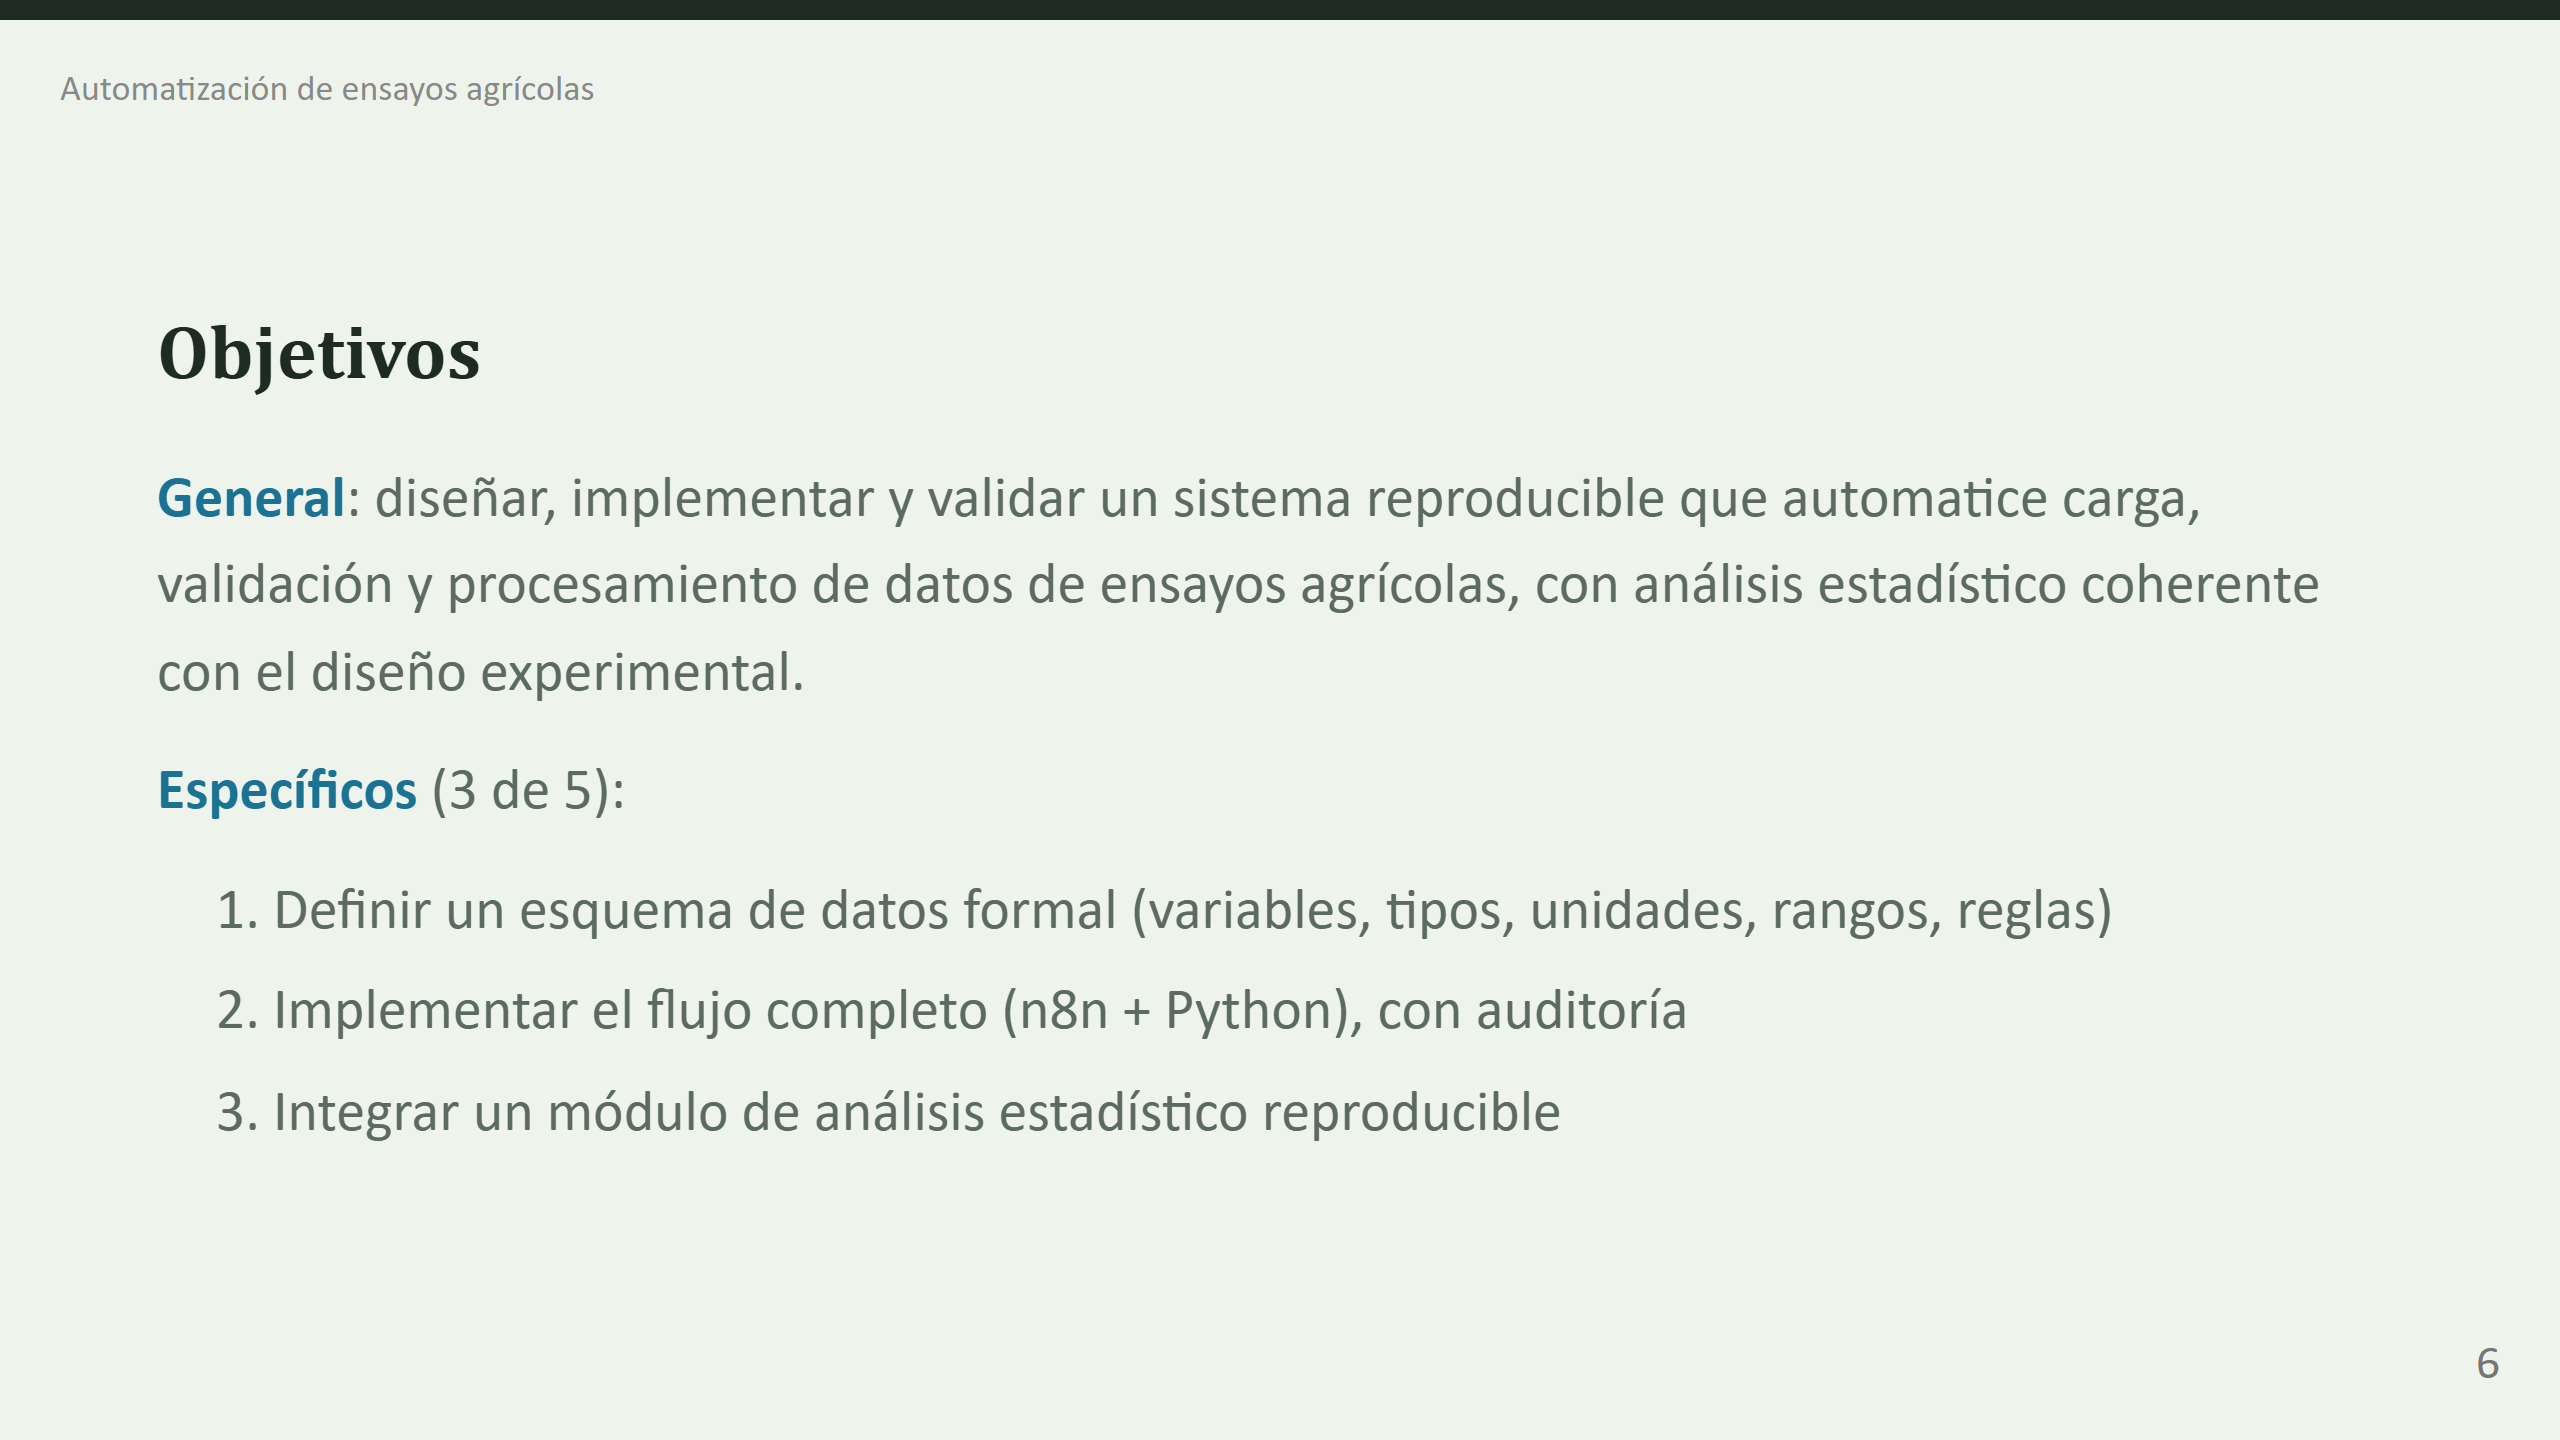 Automatización de ensayos agrícolas
Objetivos
General: diseñar, implementar y validar un sistema reproducible que automatice carga,
validación y procesamiento de datos de ensayos agrícolas, con análisis estadístico coherente
con el diseño experimental.
Específicos (3 de 5):
1. Definir un esquema de datos formal (variables, tipos, unidades, rangos, reglas)
2. Implementar el flujo completo (n8n + Python), con auditoría
3. Integrar un módulo de análisis estadístico reproducible
6